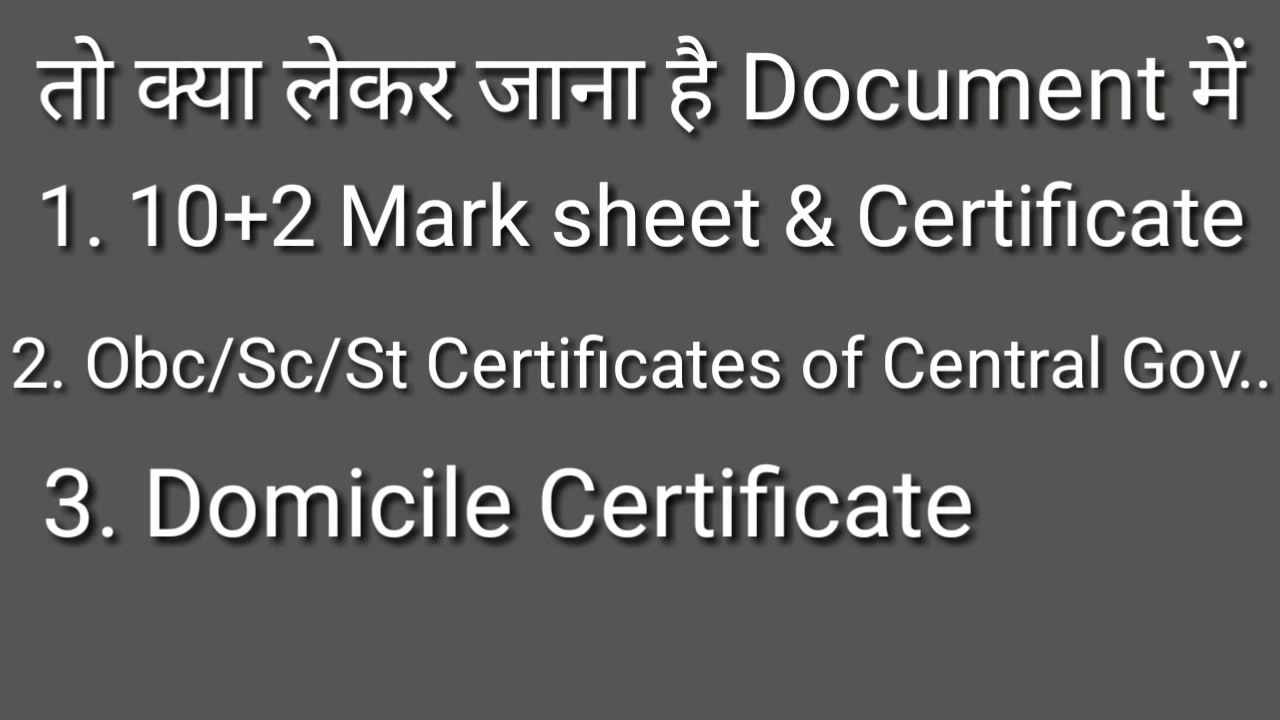 तो क्या लेकर जाना है Document में
1. 10+2 Mark sheet & Certificate
2. Obc/Sc/St Certificates of Central Gov..
3. Domicile Certificate